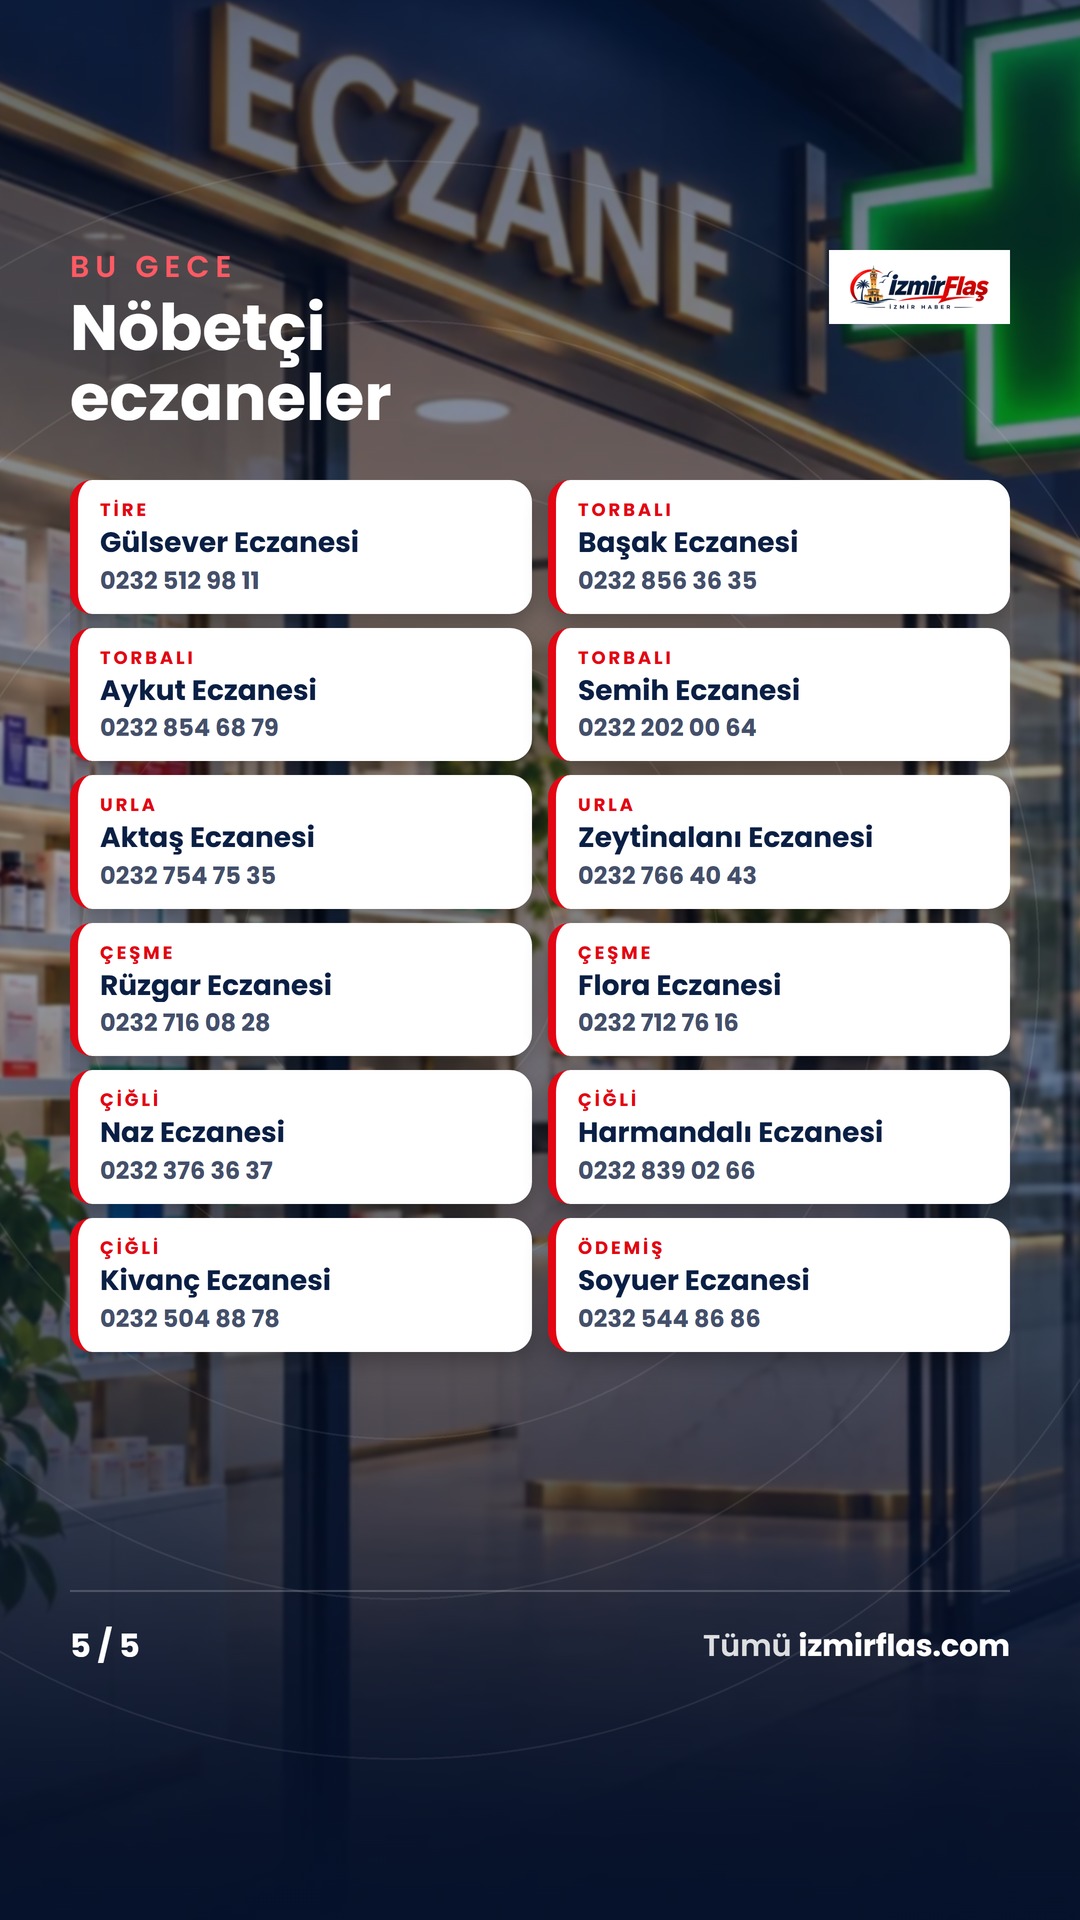 ECZANE
BU GECE
Nöbetçi
eczaneler
izmirFlaş
İZMİR HABER
TİRE
Gülsever Eczanesi
0232 512 98 11
TORBALI
Başak Eczanesi
0232 856 36 35
TORBALI
Aykut Eczanesi
0232 854 68 79
TORBALI
Semih Eczanesi
0232 202 00 64
URLA
Aktaş Eczanesi
0232 754 75 35
URLA
Zeytinalanı Eczanesi
0232 766 40 43
ÇEŞME
Rüzgar Eczanesi
0232 716 08 28
ÇEŞME
Flora Eczanesi
0232 712 76 16
ÇİĞLİ
Naz Eczanesi
0232 376 36 37
ÇİĞLİ
Harmandalı Eczanesi
0232 839 02 66
ÇİĞLİ
Kivanç Eczanesi
0232 504 88 78
ÖDEMİŞ
Soyuer Eczanesi
0232 544 86 86
5 / 5
Tümü izmirflas.com